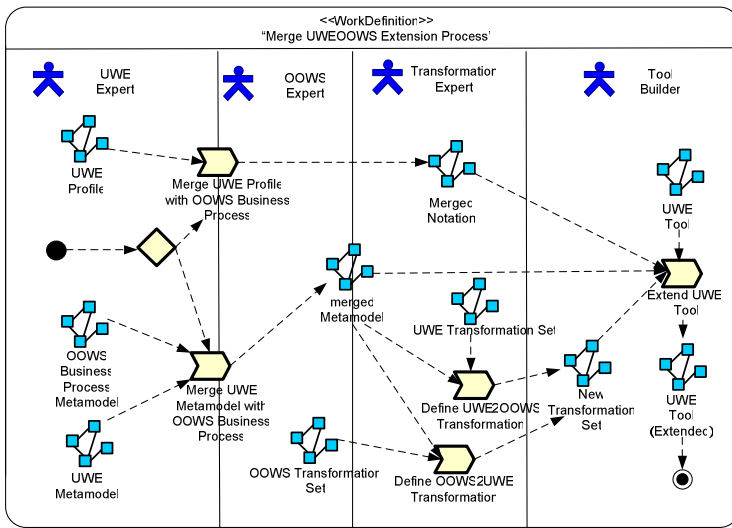 <<WorkDefinition>>
"Merge UWEOOWS Extension Process'
UWE
Expert
OOWS
Expert
Transformation
Expert
Tool
Builder
UWE
Profile
Merge UWE Profile
with OOWS Business
Process
Merged
Notation
UWE
Tool
merged
Metamodel
Extend UWE
Tool
UWE Transformation Set
OOWS
Business
Process
Metamodel
Merge UWE
Metamodel with
OOWS Business
Process
Define UWE2OOWS
Transformation
New
Transformation
Set
UWE
Tool
(Extended)
UWE
Metamodel
OOWS Transformation
Set
Define OOWS2UWE
Transformation